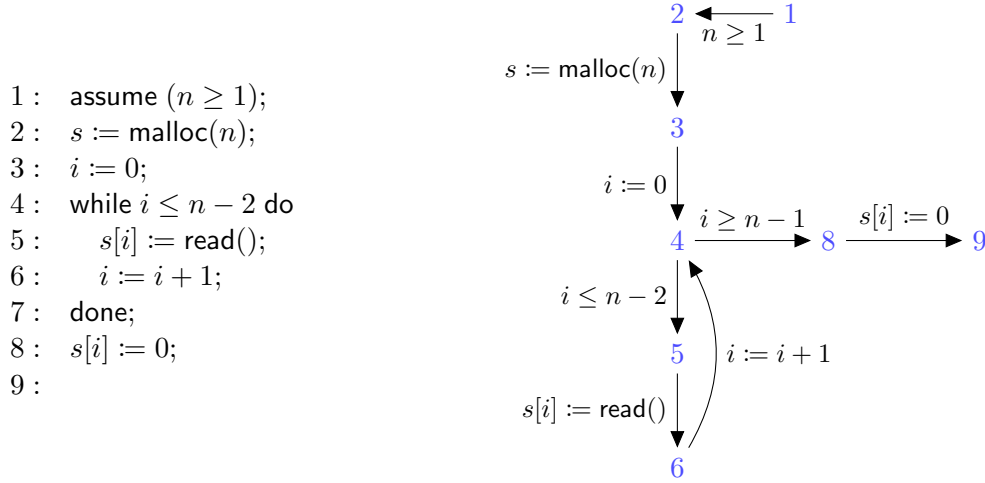 1 : assume (n ≥ 1);
2 : s := malloc(n);
3 : i := 0;
4 : while i ≤ n − 2 do
5 : s[i] := read();
6 : i := i + 1;
7 : done;
8 : s[i] := 0;
9 :
2 1
n ≥ 1
s := malloc(n)
3
i := 0
4 i ≥ n − 1 8 s[i] := 0 9
i ≤ n − 2
5 i := i + 1
s[i] := read()
6